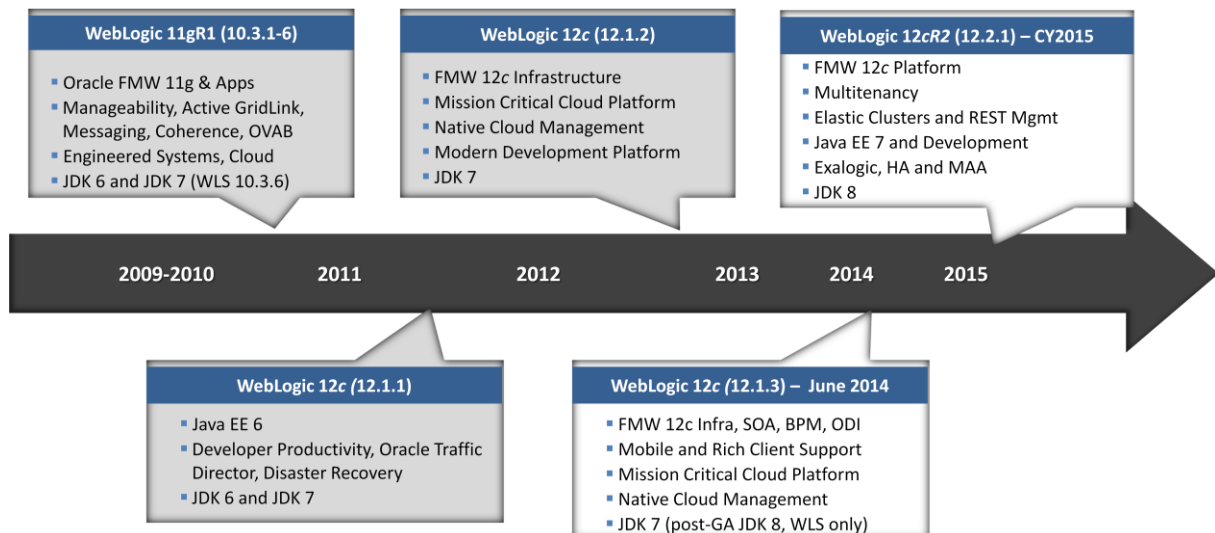 WebLogic 11gR1 (10.3.1-6)
Oracle FMW 11g & Apps
Manageability, Active GridLink,
Messaging, Coherence, OVAB
Engineered Systems, Cloud
JDK 6 and JDK 7 (WLS 10.3.6)
WebLogic 12c (12.1.2)
FMW 12c Infrastructure
Mission Critical Cloud Platform
Native Cloud Management
Modern Development Platform
JDK 7
WebLogic 12cR2 (12.2.1) – CY2015
FMW 12c Platform
Multitenancy
Elastic Clusters and REST Mgmt
Java EE 7 and Development
Exalogic, HA and MAA
JDK 8
2009-2010 2011 2012 2013 2014 2015
WebLogic 12c (12.1.1)
Java EE 6
Developer Productivity, Oracle Traffic
Director, Disaster Recovery
JDK 6 and JDK 7
WebLogic 12c (12.1.3) – June 2014
FMW 12c Infra, SOA, BPM, ODI
Mobile and Rich Client Support
Mission Critical Cloud Platform
Native Cloud Management
JDK 7 (post-GA JDK 8, WLS only)